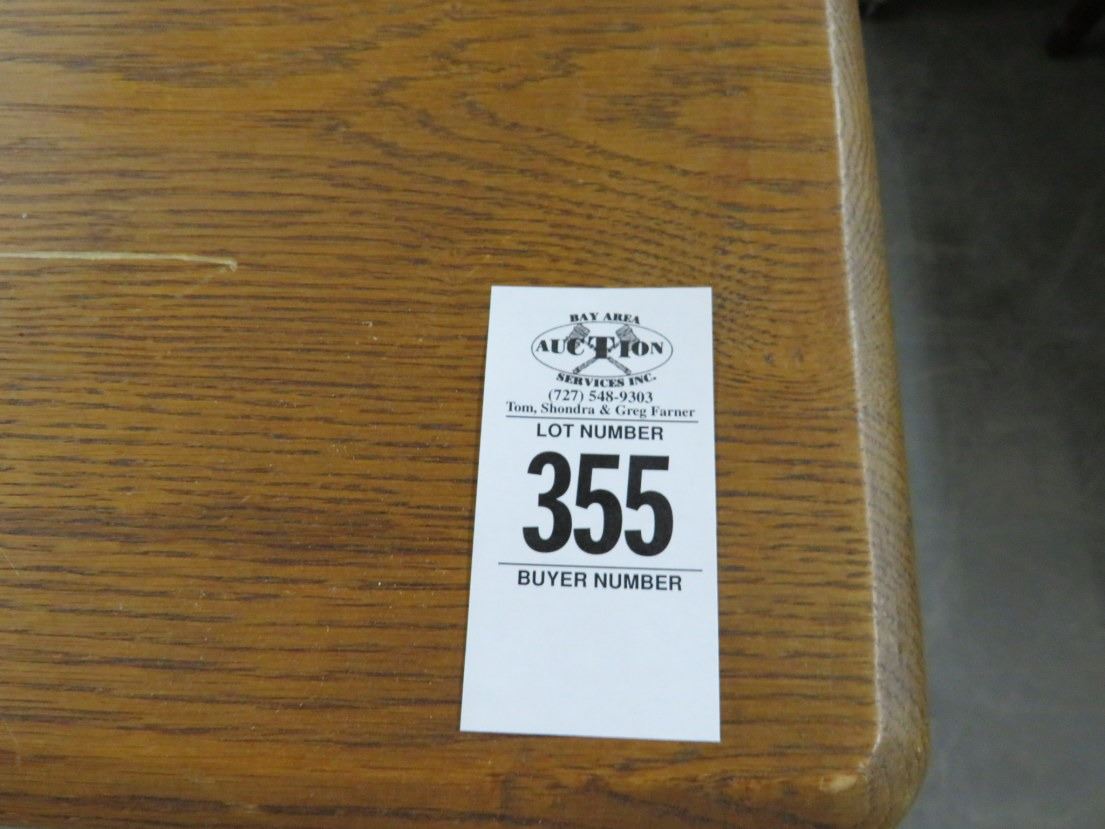 BAY AREA
AUCTION
SERVICES INC.
(727) 548-9303
Tom, Shondra & Greg Farner
LOT NUMBER
355
BUYER NUMBER